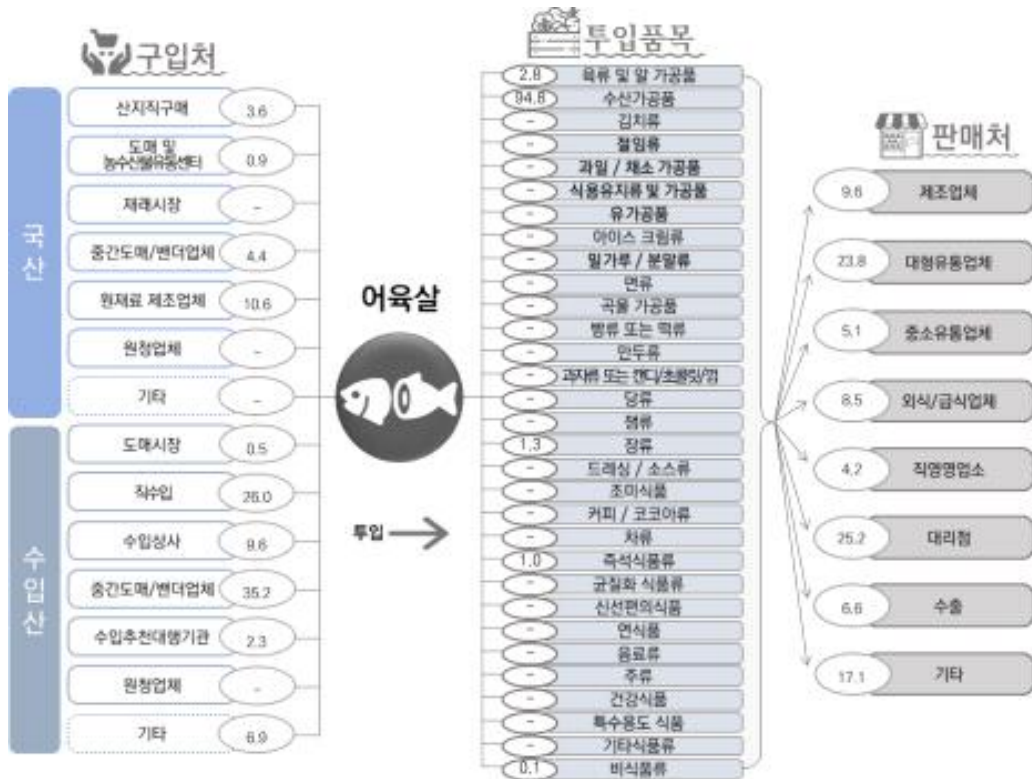 구입처
국산
산지직구매 3.6
도매 및
농수산물유통센터 0.9
재래시장 -
중간도매/밴더업체 4.4
원재료 제조업체 10.6
원청업체 -
기타 -
수입산
도매시장 0.5
직수입 26.0
수입상사 9.6
중간도매/밴더업체 35.2
수입추천대행기관 2.3
원청업체 -
기타 6.9
어육살
투입
투입품목
2.8 육류 및 알 가공품
94.8 수산가공품
- 김치류
- 절임류
- 과일 / 채소 가공품
- 식용유지류 및 가공품
- 유가공품
- 아이스 크림류
- 밀가루 / 분말류
- 면류
- 곡물 가공품
- 빵류 또는 떡류
- 만두류
- 과자류 또는 캔디/초콜릿/껌
- 당류
- 잼류
1.3 장류
- 드레싱 / 소스류
- 조미식품
- 커피 / 코코아류
- 차류
1.0 즉석식품류
- 균질화 식품류
- 신선편의식품
- 연식품
- 음료류
- 주류
- 건강식품
- 특수용도 식품
- 기타식품류
0.1 비식품류
판매처
9.6 제조업체
23.8 대형유통업체
5.1 중소유통업체
8.5 외식/급식업체
4.2 직영영업소
25.2 대리점
6.6 수출
17.1 기타